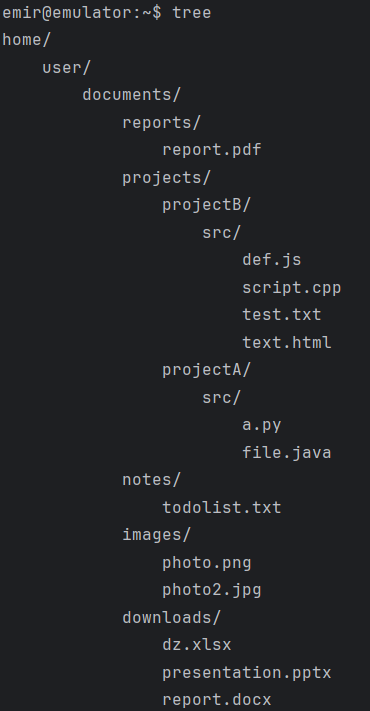 emir@emulator:~$ tree
home/
    user/
        documents/
            reports/
                report.pdf
            projects/
                projectB/
                    src/
                        def.js
                        script.cpp
                        test.txt
                        text.html
                projectA/
                    src/
                        a.py
                        file.java
            notes/
                todolist.txt
            images/
                photo.png
                photo2.jpg
            downloads/
                dz.xlsx
                presentation.pptx
                report.docx